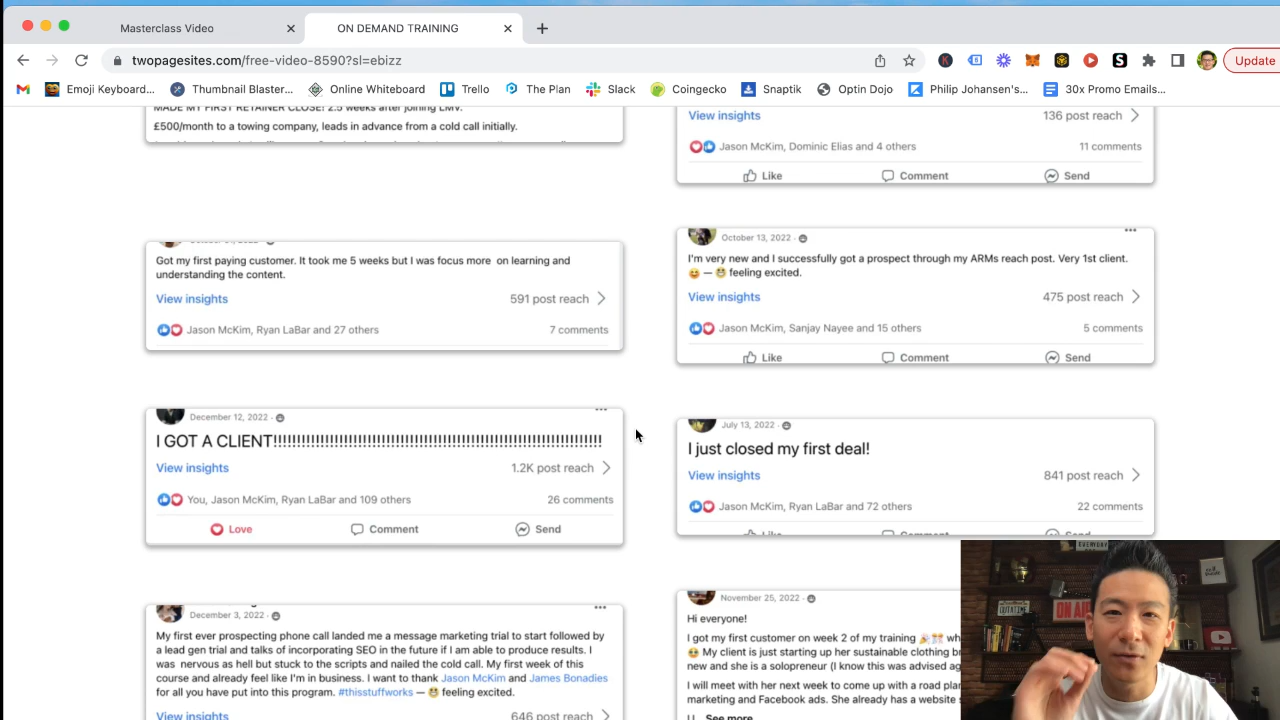 Masterclass Video
ON DEMAND TRAINING
twopagesites.com/free-video-8590?sl=ebizz
Update
Emoji Keyboard...
Thumbnail Blaster...
Online Whiteboard
Trello
The Plan
Slack
Coingecko
Snaptik
Optin Dojo
Philip Johansen's...
30x Promo Emails...
MADE MY FIRST RETAINER CLOSE! 2.5 weeks after joining LMV.
£500/month to a towing company, leads in advance from a cold call initially.
View insights
136 post reach
Jason McKim, Dominic Elias and 4 others
11 comments
Like
Comment
Send
Got my first paying customer. It took me 5 weeks but I was focus more on learning and
understanding the content.
View insights
591 post reach
Jason McKim, Ryan LaBar and 27 others
7 comments
October 13, 2022 ·
I'm very new and I successfully got a prospect through my ARMs reach post. Very 1st client.
😄 — 😁 feeling excited.
View insights
475 post reach
Jason McKim, Sanjay Nayee and 15 others
5 comments
Like
Comment
Send
December 12, 2022 ·
I GOT A CLIENT!!!!!!!!!!!!!!!!!!!!!!!!!!!!!!!!!!!!!!!!!!!!!!!!!!!!!!!!!!!!!!!!!!!!
View insights
1.2K post reach
You, Jason McKim, Ryan LaBar and 109 others
26 comments
Love
Comment
Send
July 13, 2022 ·
I just closed my first deal!
View insights
841 post reach
Jason McKim, Ryan LaBar and 72 others
22 comments
Like
Comment
Send
December 3, 2022 ·
My first ever prospecting phone call landed me a message marketing trial to start followed by
a lead gen trial and talks of incorporating SEO in the future if I am able to produce results. I
was nervous as hell but stuck to the scripts and nailed the cold call. My first week of this
course and already feel like I'm in business. I want to thank Jason McKim and James Bonadies
for all you have put into this program. #thisstuffworks — 😁 feeling excited.
View insights
646 post reach
November 25, 2022 ·
Hi everyone!
I got my first customer on week 2 of my training 🎉🎊 wh
🥹 My client is just starting up her sustainable clothing b
new and she is a solopreneur (I know this was advised ag
I will meet with her next week to come up with a road plan
marketing and Facebook ads. She already has a website
See more
EVERYDAY
OUTATIME
ON AIR